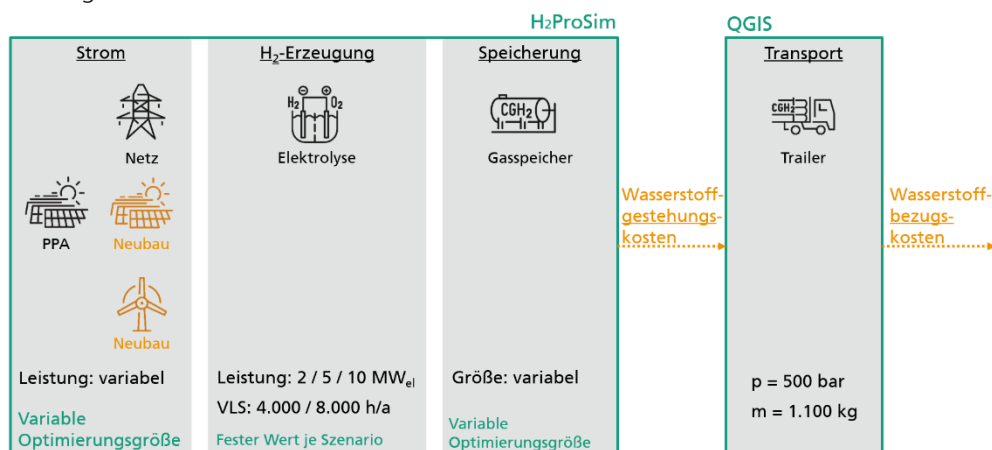 H₂ProSim
QGIS
Strom
Netz
PPA
Neubau
Neubau
Leistung: variabel
Variable
Optimierungsgröße
H₂-Erzeugung
H₂ O₂
Elektrolyse
Leistung: 2 / 5 / 10 MWel
VLS: 4.000 / 8.000 h/a
Fester Wert je Szenario
Speicherung
CGH₂
Gasspeicher
Größe: variabel
Variable
Optimierungsgröße
Wasserstoff-
gestehungs-
kosten
Transport
CGH₂
Trailer
p = 500 bar
m = 1.100 kg
Wasserstoff-
bezugs-
kosten